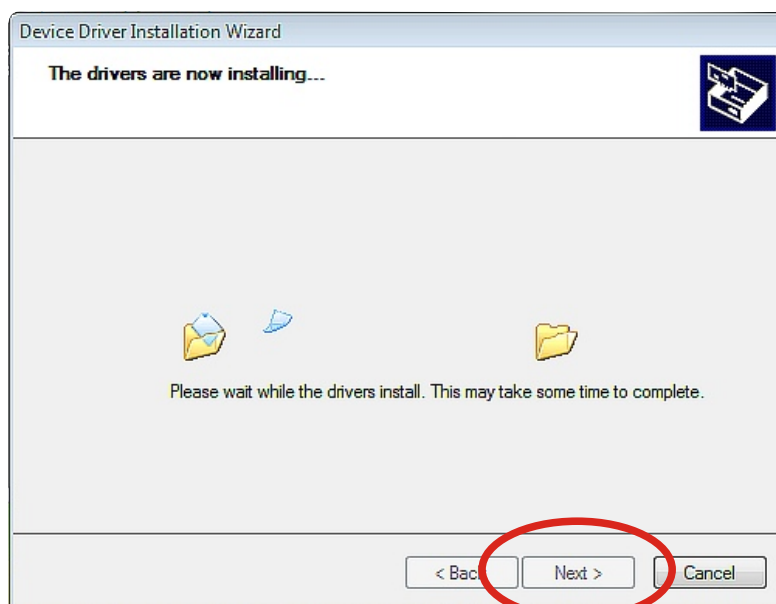 Device Driver Installation Wizard
The drivers are now installing...
Please wait while the drivers install. This may take some time to complete.
< Back
Next >
Cancel